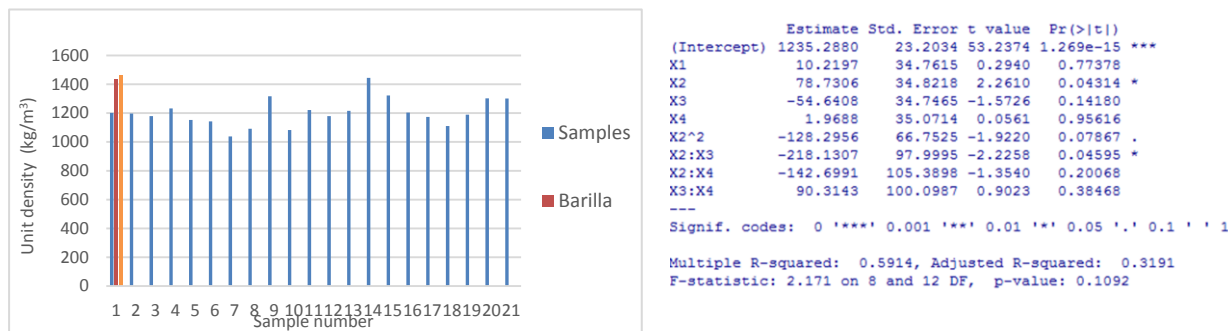 1600
1400
1200
1000
800
600
400
200
0
Unit density (kg/m³)
1 2 3 4 5 6 7 8 9 10 11 12 13 14 15 16 17 18 19 20 21
Sample number
Samples
Barilla
Estimate Std. Error t value Pr(>|t|)
(Intercept) 1235.2880 23.2034 53.2374 1.269e-15 ***
X1 10.2197 34.7615 0.2940 0.77378
X2 78.7306 34.8218 2.2610 0.04314 *
X3 -54.6408 34.7465 -1.5726 0.14180
X4 1.9688 35.0714 0.0561 0.95616
X2^2 -128.2956 66.7525 -1.9220 0.07867 .
X2:X3 -218.1307 97.9995 -2.2258 0.04595 *
X2:X4 -142.6991 105.3898 -1.3540 0.20068
X3:X4 90.3143 100.0987 0.9023 0.38468
---
Signif. codes: 0 '***' 0.001 '**' 0.01 '*' 0.05 '.' 0.1 ' ' 1
Multiple R-squared: 0.5914, Adjusted R-squared: 0.3191
F-statistic: 2.171 on 8 and 12 DF, p-value: 0.1092